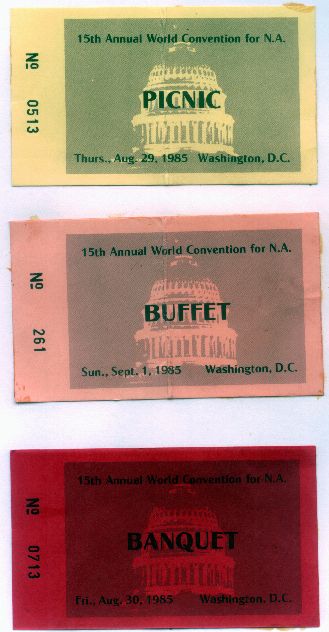 15th Annual World Convention for N.A.
PICNIC
Thurs., Aug. 29, 1985 Washington, D.C.
No 0513
15th Annual World Convention for N.A.
BUFFET
Sun., Sept. 1, 1985 Washington, D.C.
No 261
15th Annual World Convention for N.A.
BANQUET
Fri., Aug. 30, 1985 Washington, D.C.
No 0713